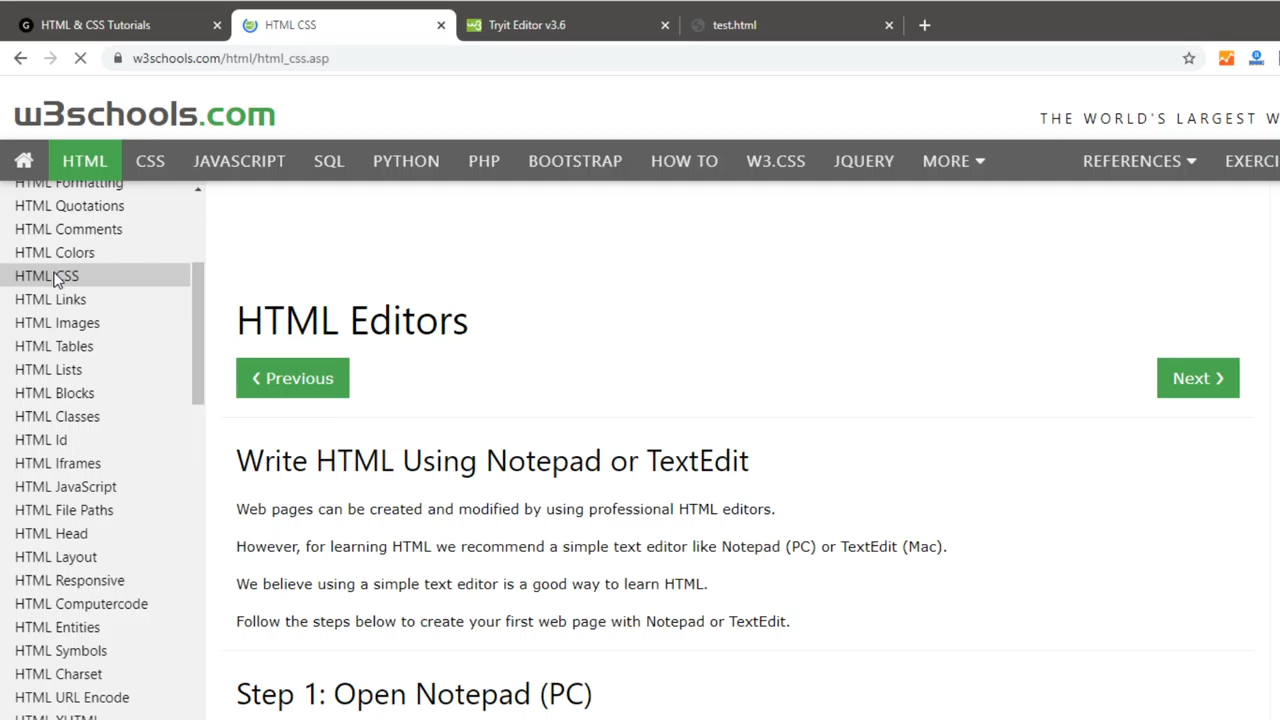 HTML & CSS Tutorials
HTML CSS
Tryit Editor v3.6
test.html
w3schools.com/html/html_css.asp
w3schools.com
THE WORLD'S LARGEST W
HTML CSS JAVASCRIPT SQL PYTHON PHP BOOTSTRAP HOW TO W3.CSS JQUERY MORE REFERENCES EXERCI
HTML Formatting
HTML Quotations
HTML Comments
HTML Colors
HTML CSS
HTML Links
HTML Images
HTML Tables
HTML Lists
HTML Blocks
HTML Classes
HTML Id
HTML Iframes
HTML JavaScript
HTML File Paths
HTML Head
HTML Layout
HTML Responsive
HTML Computercode
HTML Entities
HTML Symbols
HTML Charset
HTML URL Encode
HTML XHTML
HTML Editors
❮ Previous
Next ❯
Write HTML Using Notepad or TextEdit
Web pages can be created and modified by using professional HTML editors.
However, for learning HTML we recommend a simple text editor like Notepad (PC) or TextEdit (Mac).
We believe using a simple text editor is a good way to learn HTML.
Follow the steps below to create your first web page with Notepad or TextEdit.
Step 1: Open Notepad (PC)